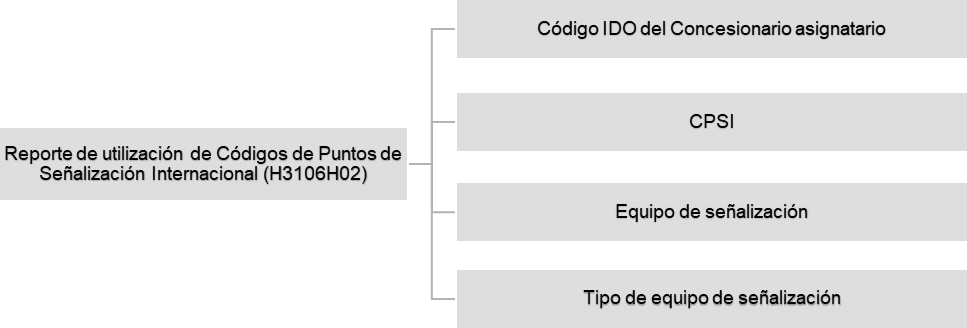 Código IDO del Concesionario asignatario
CPSI
Reporte de utilización de Códigos de Puntos de
Señalización Internacional (H3106H02)
Equipo de señalización
Tipo de equipo de señalización